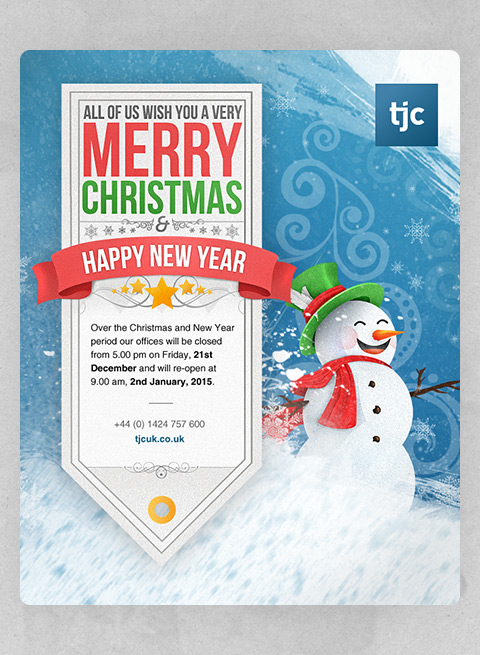 ALL OF US WISH YOU A VERY
MERRY
CHRISTMAS
&
HAPPY NEW YEAR
Over the Christmas and New Year
period our offices will be closed
from 5.00 pm on Friday, 21st
December and will re-open at
9.00 am, 2nd January, 2015.
+44 (0) 1424 757 600
tjcuk.co.uk
tjc